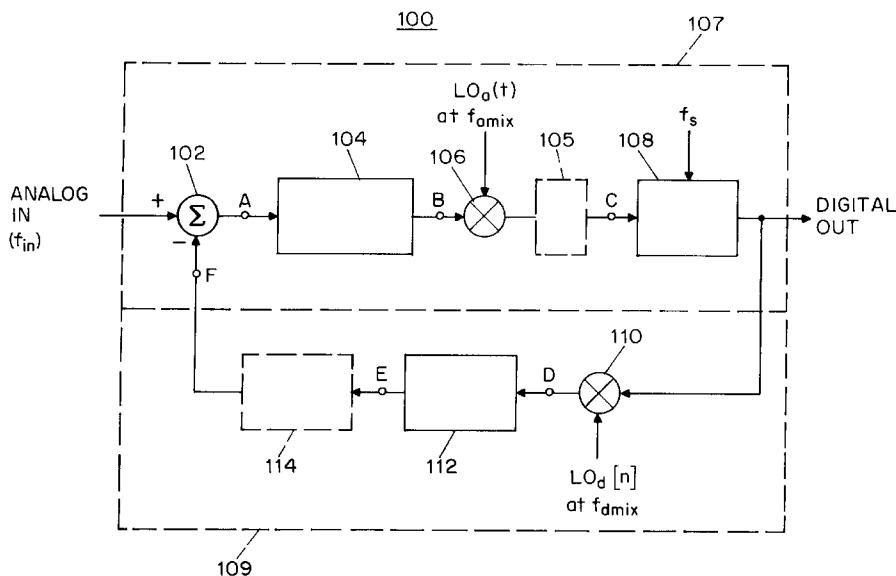 100
107
LOa(t)
at famix
fs
102
104
106
105
108
ANALOG
IN
(fin)
+
Σ
−
A
B
C
DIGITAL
OUT
F
110
E
D
114
112
LOd [n]
at fdmix
109